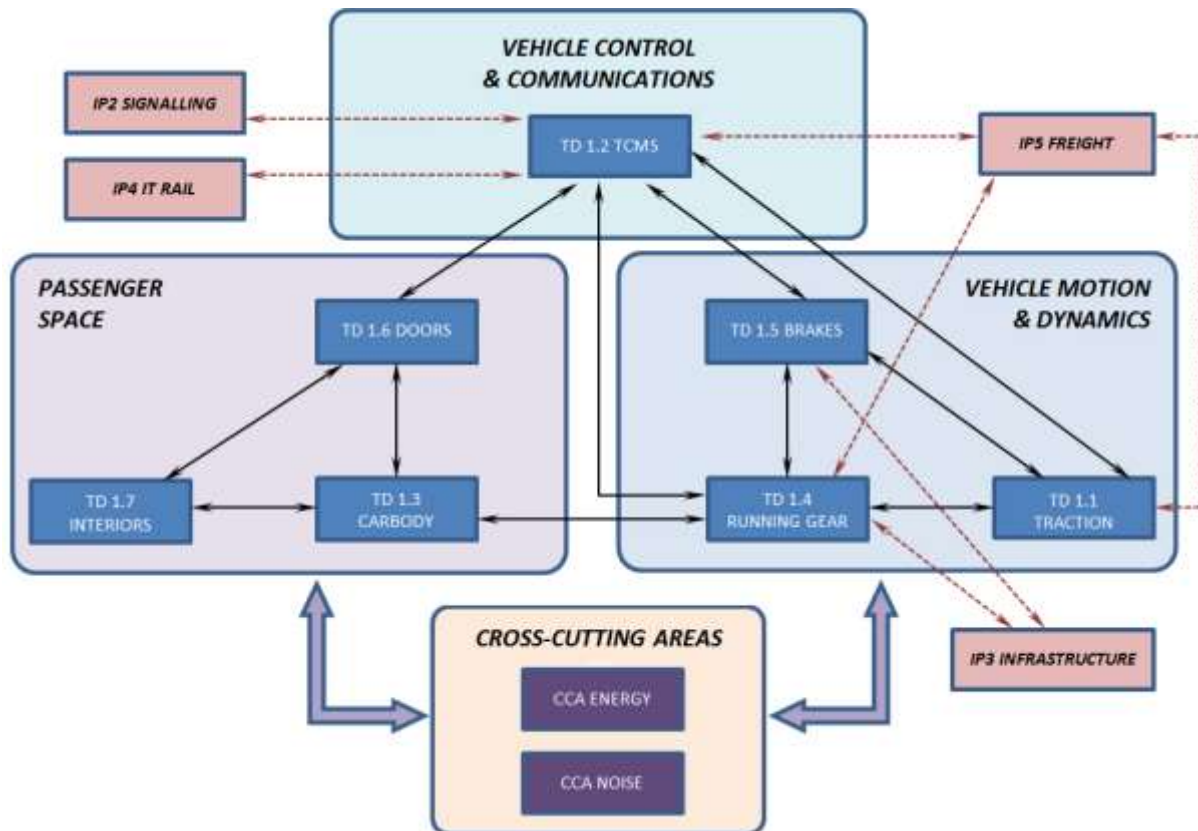 VEHICLE CONTROL
& COMMUNICATIONS
IP2 SIGNALLING
TD 1.2 TCMS
IP5 FREIGHT
IP4 IT RAIL
PASSENGER
SPACE
VEHICLE MOTION
& DYNAMICS
TD 1.6 DOORS
TD 1.5 BRAKES
TD 1.7
INTERIORS
TD 1.3
CARBODY
TD 1.4
RUNNING GEAR
TD 1.1
TRACTION
CROSS-CUTTING AREAS
IP3 INFRASTRUCTURE
CCA ENERGY
CCA NOISE